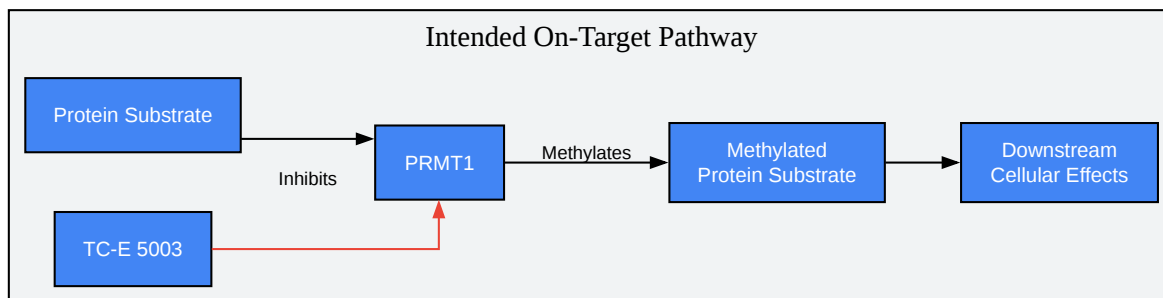 Intended On-Target Pathway
Protein Substrate
Inhibits
TC-E 5003
PRMT1
Methylates
Methylated
Protein Substrate
Downstream
Cellular Effects